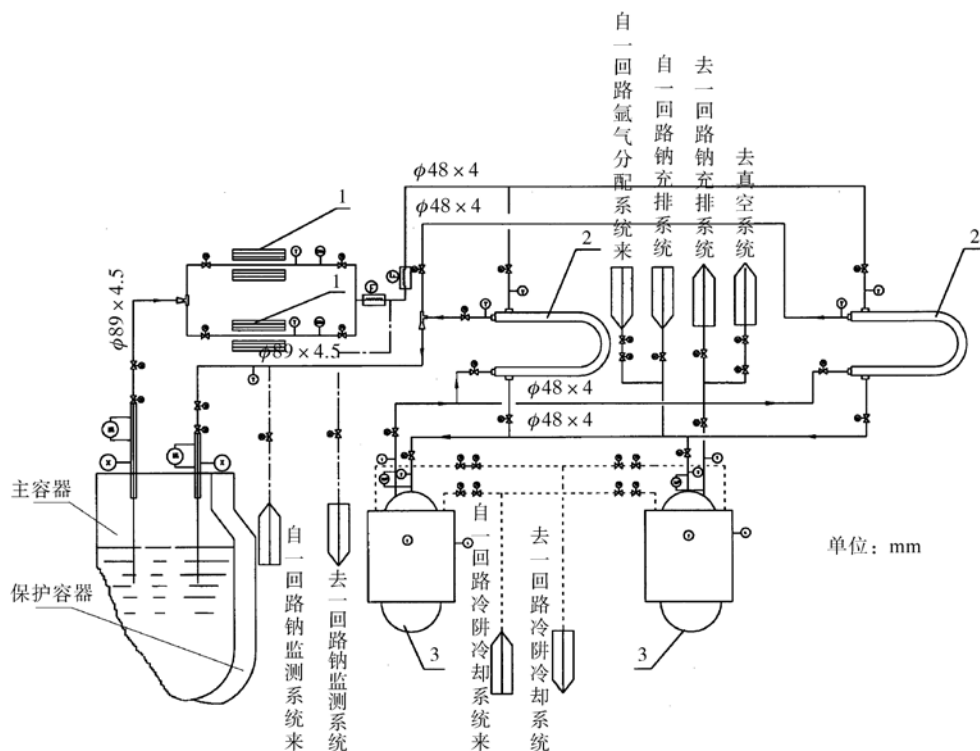 自一回路氩气分配系统来
自一回路钠充排系统
去一回路钠充排系统
去真空系统
φ48×4
φ48×4
1
2
2
1
φ89×4.5
φ89×4.5
φ48×4
φ48×4
主容器
保护容器
自一回路钠监测系统来
去一回路钠监测系统
自一回路冷阱冷却系统来
去一回路冷阱冷却系统
单位：mm
3
3